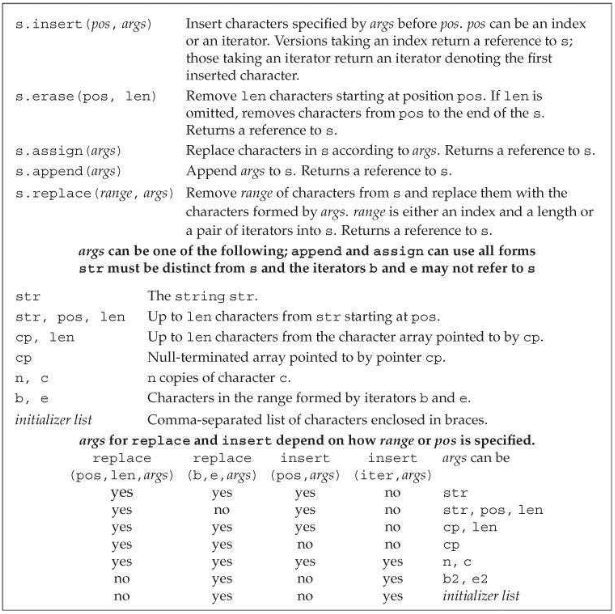 s.insert(pos, args) Insert characters specified by args before pos. pos can be an index
or an iterator. Versions taking an index return a reference to s;
those taking an iterator return an iterator denoting the first
inserted character.
s.erase(pos, len) Remove len characters starting at position pos. If len is
omitted, removes characters from pos to the end of the s.
Returns a reference to s.
s.assign(args) Replace characters in s according to args. Returns a reference to s.
s.append(args) Append args to s. Returns a reference to s.
s.replace(range, args) Remove range of characters from s and replace them with the
characters formed by args. range is either an index and a length or
a pair of iterators into s. Returns a reference to s.
args can be one of the following; append and assign can use all forms
str must be distinct from s and the iterators b and e may not refer to s
str The string str.
str, pos, len Up to len characters from str starting at pos.
cp, len Up to len characters from the character array pointed to by cp.
cp Null-terminated array pointed to by pointer cp.
n, c n copies of character c.
b, e Characters in the range formed by iterators b and e.
initializer list Comma-separated list of characters enclosed in braces.
args for replace and insert depend on how range or pos is specified.
replace replace insert insert args can be
(pos,len,args) (b,e,args) (pos,args) (iter,args)
yes yes yes no str
yes no yes no str, pos, len
yes yes yes no cp, len
yes yes no no cp
yes yes yes yes n, c
no yes no yes b2, e2
no yes no yes initializer list